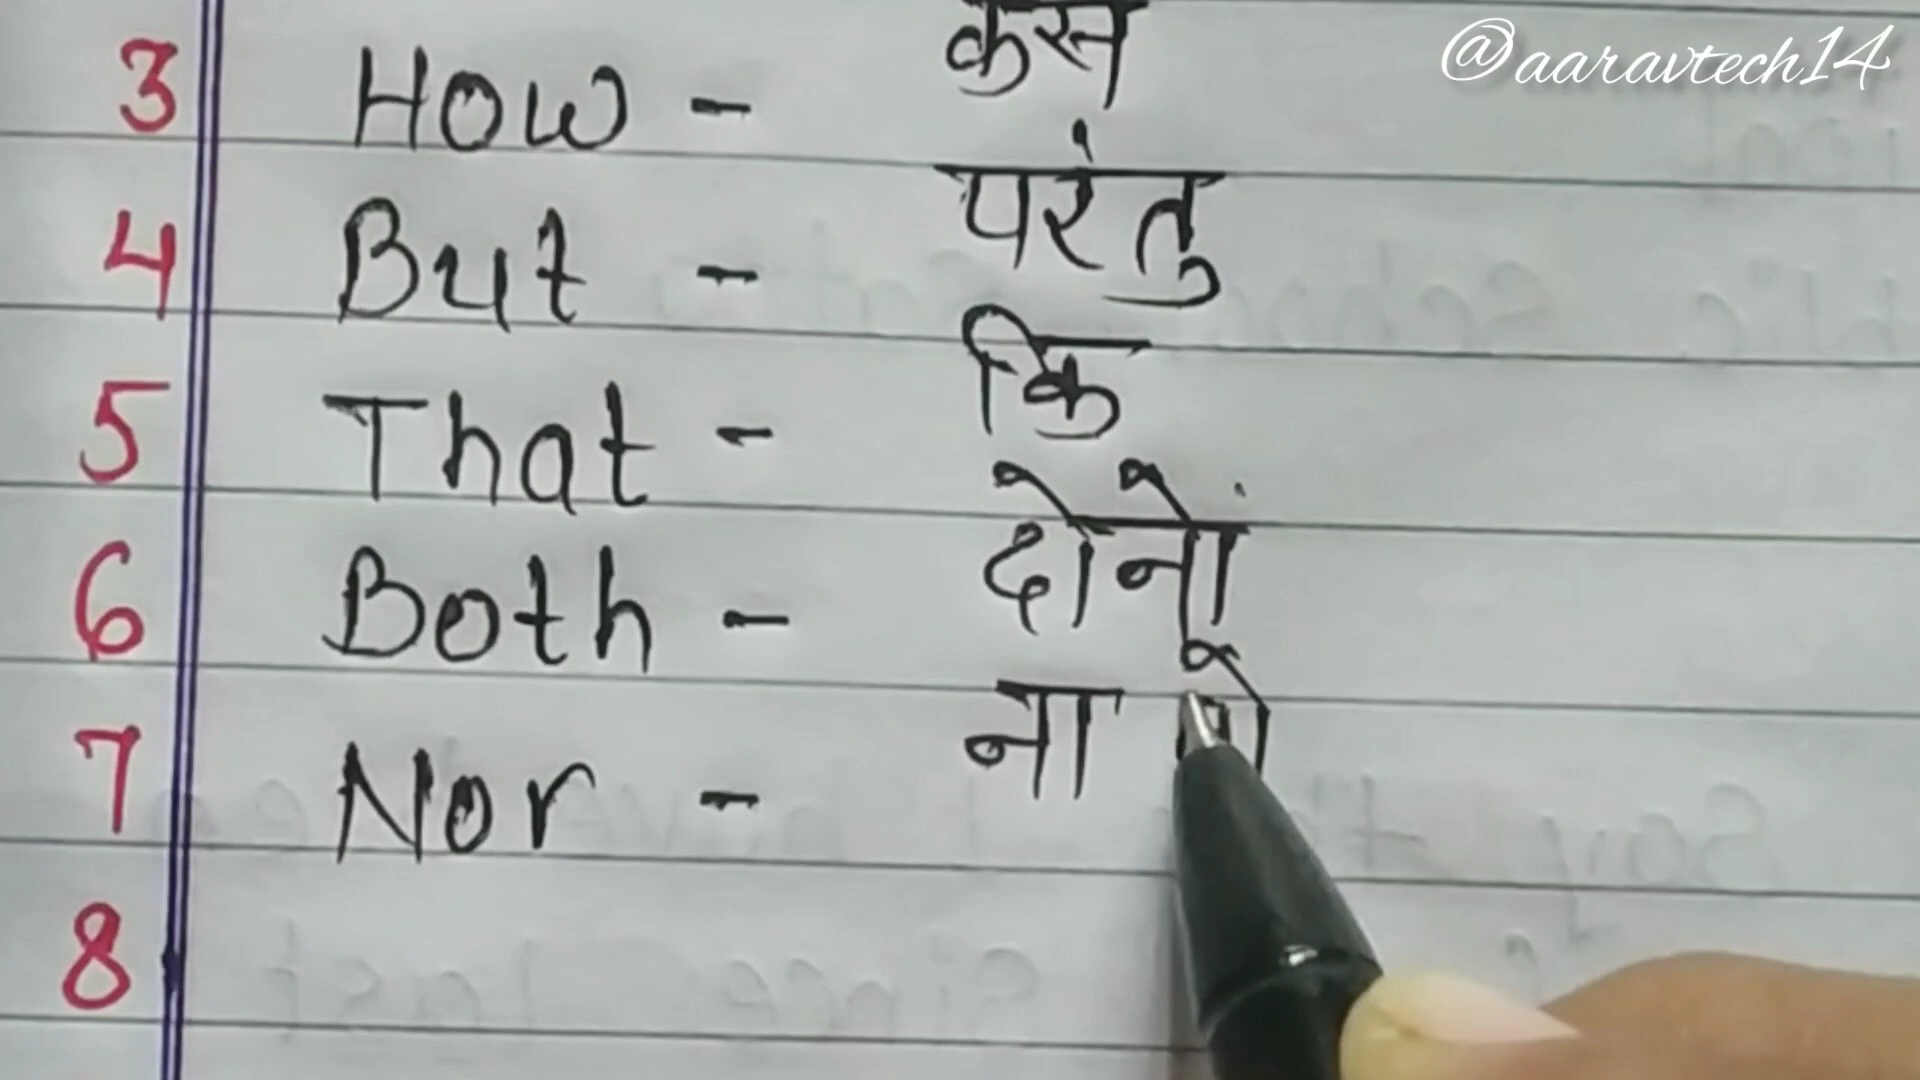 @aaravtech14
3 How - कैसे
4 But - परंतु
5 That - कि
6 Both - दोनों
7 Nor - ना
8